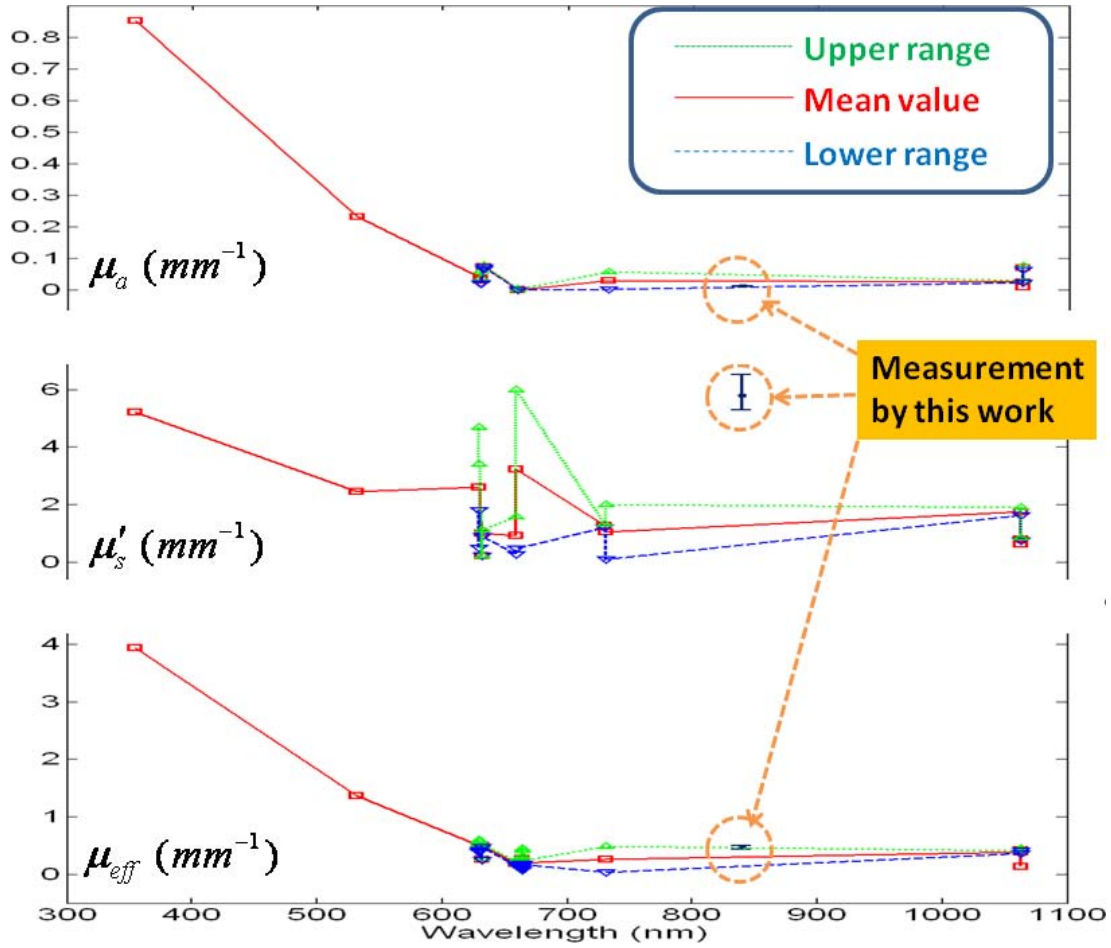 0.8
0.7
0.6
0.5
0.4
0.3
0.2
0.1
0
μₐ (mm⁻¹)
Upper range
Mean value
Lower range
6
4
2
0
μ′ₛ (mm⁻¹)
Measurement
by this work
4
3
2
1
0
μ_eff (mm⁻¹)
300 400 500 600 700 800 900 1000 1100
Wavelength (nm)